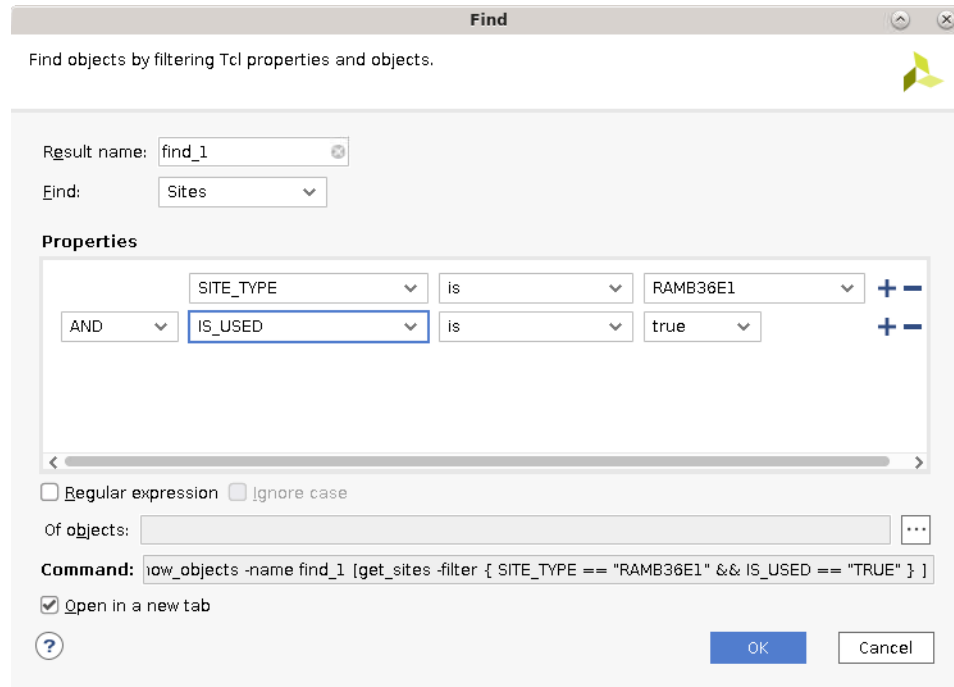 Find
Find objects by filtering Tcl properties and objects.
Result name: find_1
Find: Sites
Properties
SITE_TYPE is RAMB36E1
AND IS_USED is true
Regular expression Ignore case
Of objects: ...
Command: how_objects -name find_1 [get_sites -filter { SITE_TYPE == "RAMB36E1" && IS_USED == "TRUE" } ]
Open in a new tab
? OK Cancel